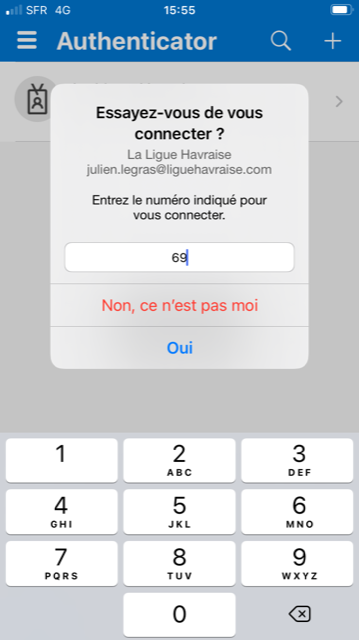 SFR 4G 15:55
Authenticator
Essayez-vous de vous
connecter ?
La Ligue Havraise
julien.legras@liguehavraise.com
Entrez le numéro indiqué pour
vous connecter.
69
Non, ce n'est pas moi
Oui
1 2 3
ABC DEF
4 5 6
GHI JKL MNO
7 8 9
PQRS TUV WXYZ
0